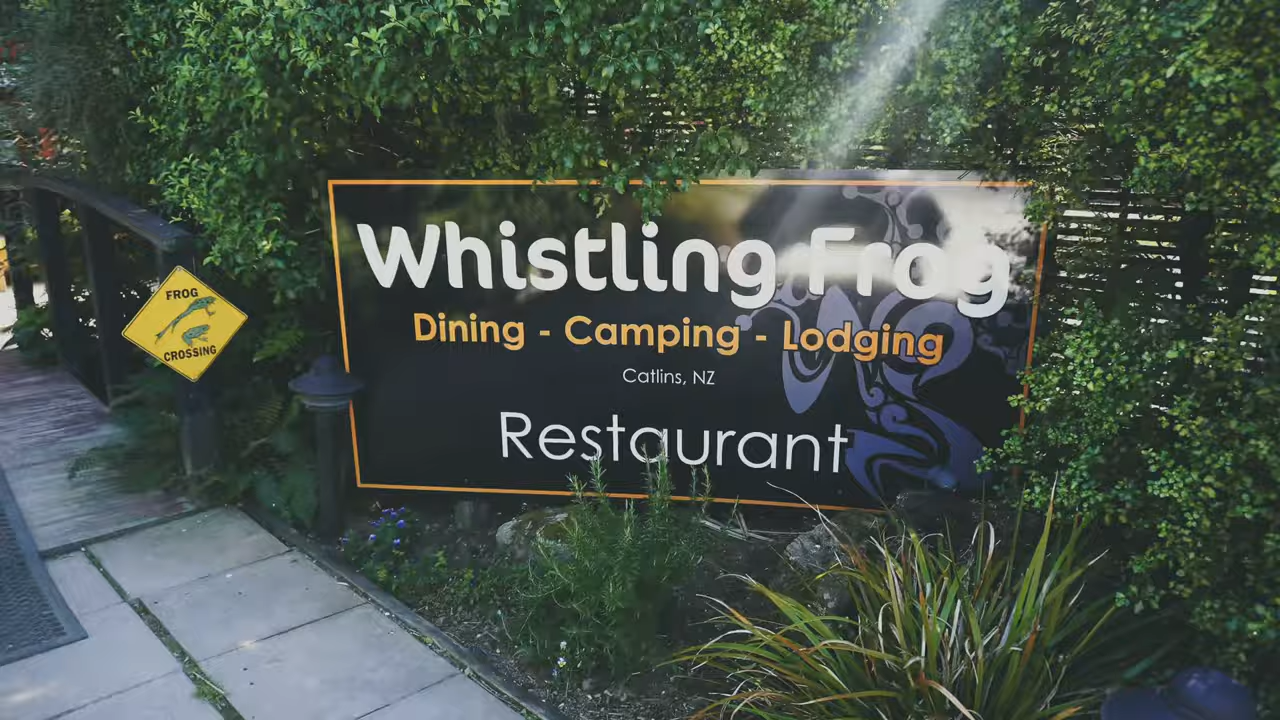 Whistling Frog
Dining - Camping - Lodging
Catlins, NZ
Restaurant
FROG
CROSSING